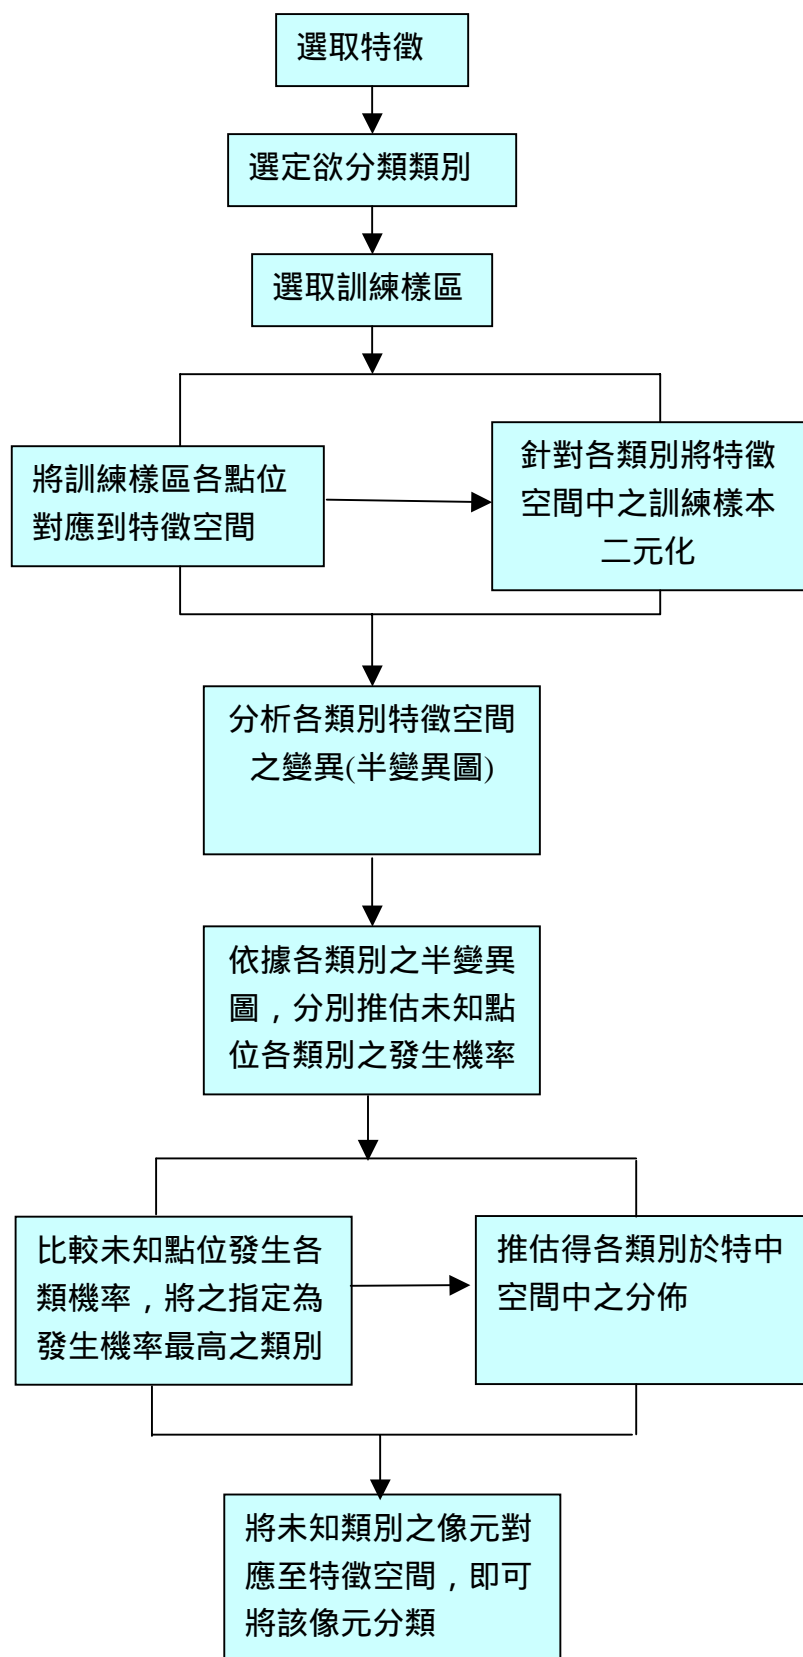 選取特徵
選定欲分類類別
選取訓練樣區
將訓練樣區各點位
對應到特徵空間
針對各類別將特徵
空間中之訓練樣本
二元化
分析各類別特徵空間
之變異(半變異圖)
依據各類別之半變異
圖，分別推估未知點
位各類別之發生機率
比較未知點位發生各
類機率，將之指定為
發生機率最高之類別
推估得各類別於特中
空間中之分佈
將未知類別之像元對
應至特徵空間，即可
將該像元分類